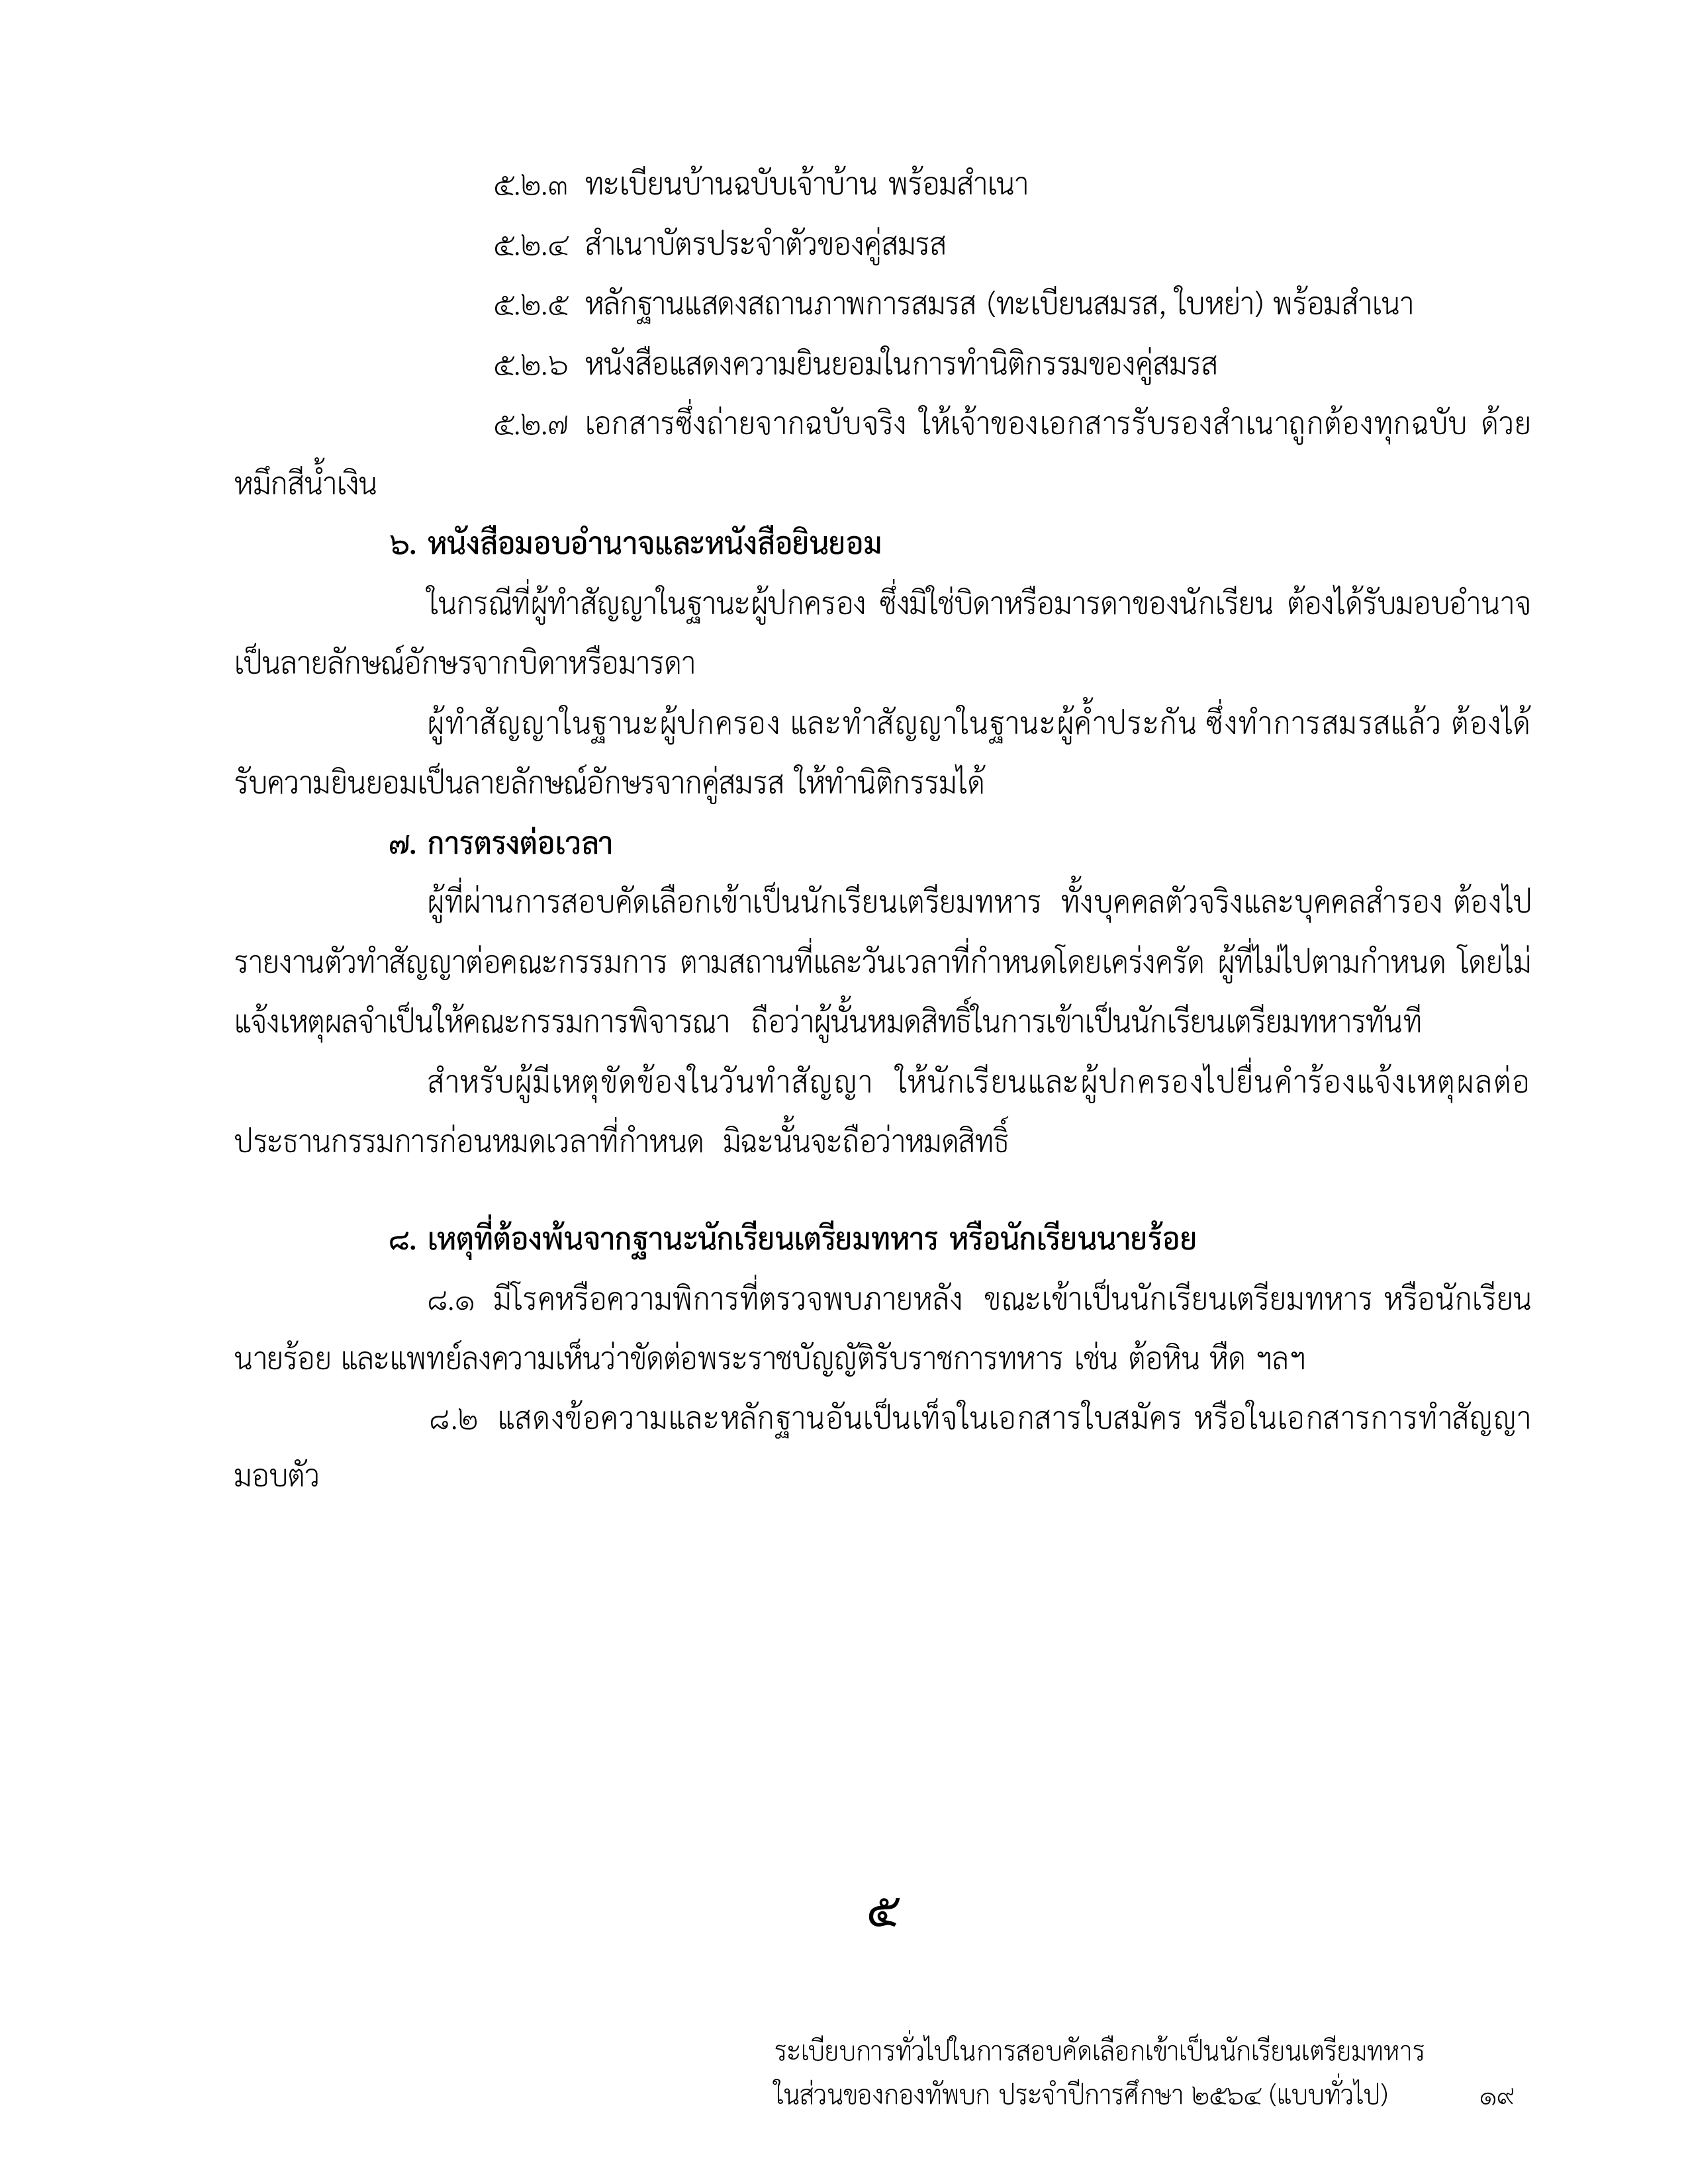 ๕.๒.๓ ทะเบียนบ้านฉบับเจ้าบ้าน พร้อมสำเนา
๕.๒.๔ สำเนาบัตรประจำตัวของคู่สมรส
๕.๒.๕ หลักฐานแสดงสถานภาพการสมรส (ทะเบียนสมรส, ใบหย่า) พร้อมสำเนา
๕.๒.๖ หนังสือแสดงความยินยอมในการทำนิติกรรมของคู่สมรส
๕.๒.๗ เอกสารซึ่งถ่ายจากฉบับจริง ให้เจ้าของเอกสารรับรองสำเนาถูกต้องทุกฉบับ ด้วย
หมึกสีน้ำเงิน
๖. หนังสือมอบอำนาจและหนังสือยินยอม
ในกรณีที่ผู้ทำสัญญาในฐานะผู้ปกครอง ซึ่งมิใช่บิดาหรือมารดาของนักเรียน ต้องได้รับมอบอำนาจ
เป็นลายลักษณ์อักษรจากบิดาหรือมารดา
ผู้ทำสัญญาในฐานะผู้ปกครอง และทำสัญญาในฐานะผู้ค้ำประกัน ซึ่งทำการสมรสแล้ว ต้องได้
รับความยินยอมเป็นลายลักษณ์อักษรจากคู่สมรส ให้ทำนิติกรรมได้
๗. การตรงต่อเวลา
ผู้ที่ผ่านการสอบคัดเลือกเข้าเป็นนักเรียนเตรียมทหาร ทั้งบุคคลตัวจริงและบุคคลสำรอง ต้องไป
รายงานตัวทำสัญญาต่อคณะกรรมการ ตามสถานที่และวันเวลาที่กำหนดโดยเคร่งครัด ผู้ที่ไม่ไปตามกำหนด โดยไม่
แจ้งเหตุผลจำเป็นให้คณะกรรมการพิจารณา ถือว่าผู้นั้นหมดสิทธิ์ในการเข้าเป็นนักเรียนเตรียมทหารทันที
สำหรับผู้มีเหตุขัดข้องในวันทำสัญญา ให้นักเรียนและผู้ปกครองไปยื่นคำร้องแจ้งเหตุผลต่อ
ประธานกรรมการก่อนหมดเวลาที่กำหนด มิฉะนั้นจะถือว่าหมดสิทธิ์
๘. เหตุที่ต้องพ้นจากฐานะนักเรียนเตรียมทหาร หรือนักเรียนนายร้อย
๘.๑ มีโรคหรือความพิการที่ตรวจพบภายหลัง ขณะเข้าเป็นนักเรียนเตรียมทหาร หรือนักเรียน
นายร้อย และแพทย์ลงความเห็นว่าขัดต่อพระราชบัญญัติรับราชการทหาร เช่น ต้อหิน หืด ฯลฯ
๘.๒ แสดงข้อความและหลักฐานอันเป็นเท็จในเอกสารใบสมัคร หรือในเอกสารการทำสัญญา
มอบตัว
๕
ระเบียบการทั่วไปในการสอบคัดเลือกเข้าเป็นนักเรียนเตรียมทหาร
ในส่วนของกองทัพบก ประจำปีการศึกษา ๒๕๖๔ (แบบทั่วไป) ๑๙